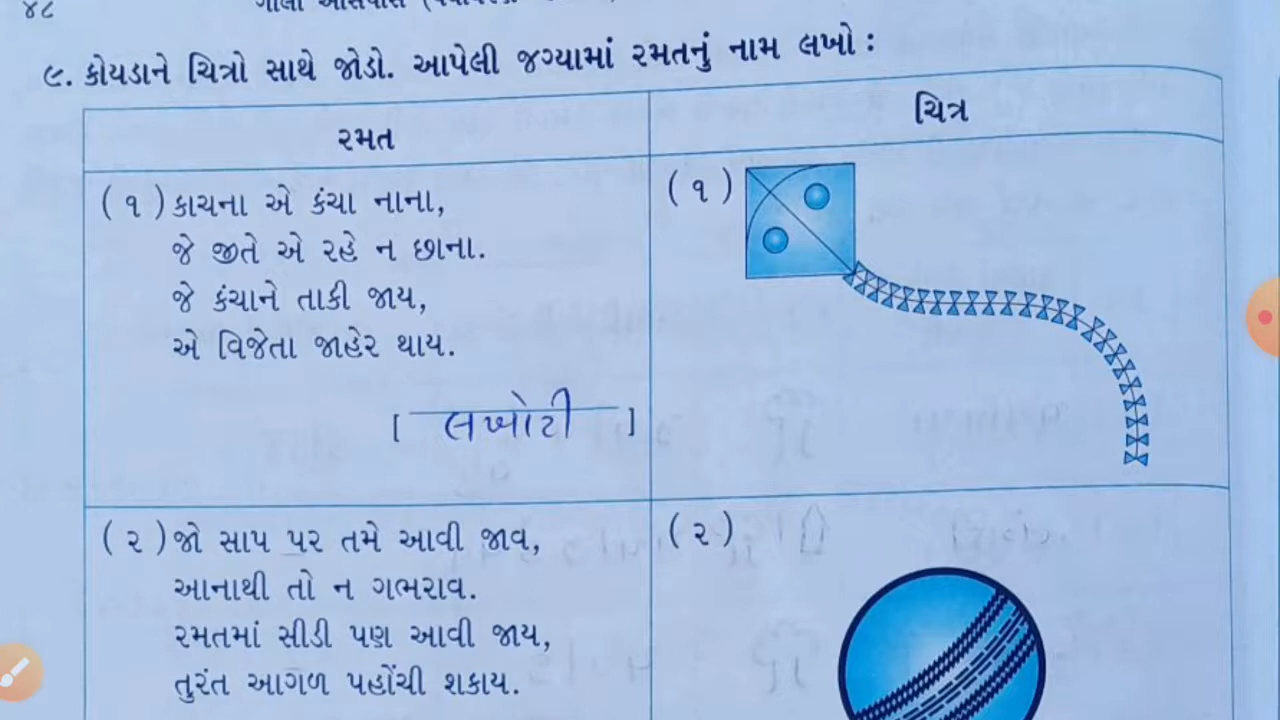 ૪૮
૯. કોયડાને ચિત્રો સાથે જોડો. આપેલી જગ્યામાં રમતનું નામ લખો :
રમત
ચિત્ર
(૧) કાચના એ કંચા નાના,
જે જીતે એ રહે ન છાના.
જે કંચાને તાકી જાય,
એ વિજેતા જાહેર થાય.
[ લખોટી ]
(૧)
(૨) જો સાપ પર તમે આવી જાવ,
આનાથી તો ન ગભરાવ.
રમતમાં સીડી પણ આવી જાય,
તુરંત આગળ પહોંચી શકાય.
(૨)